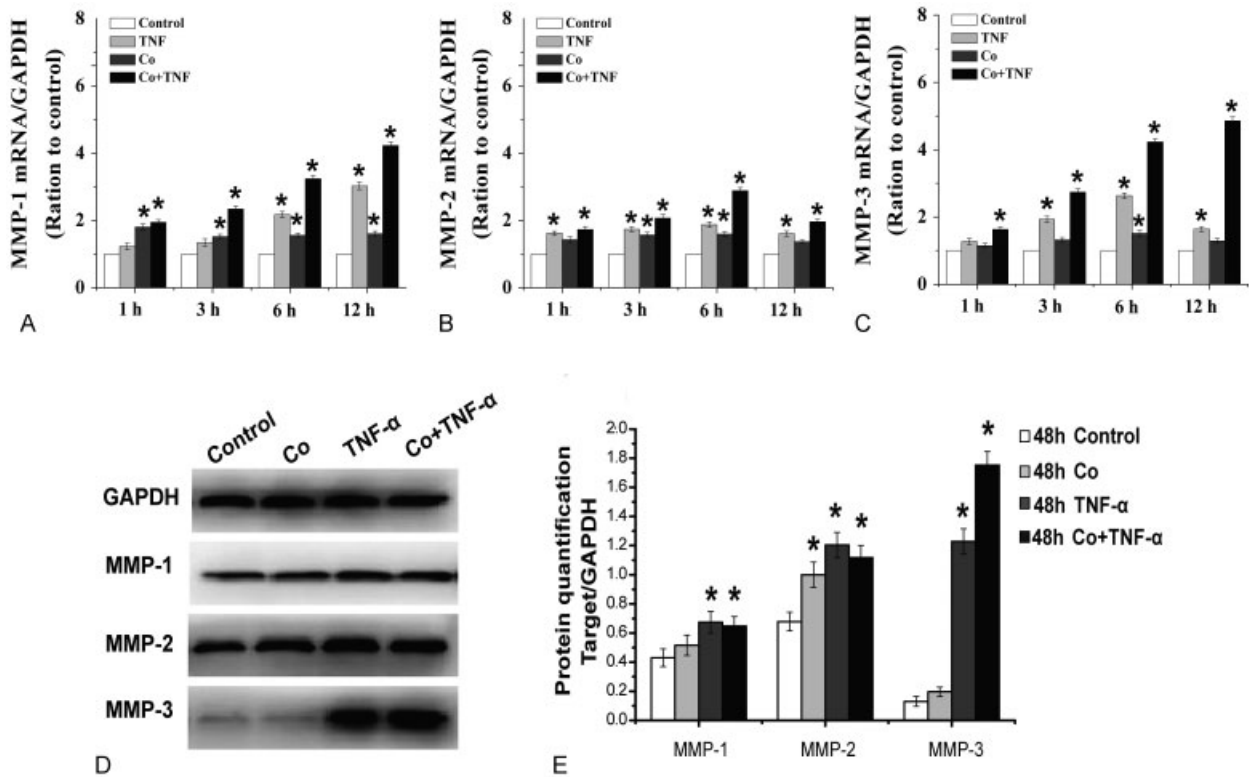 MMP-1 mRNA/GAPDH
(Ration to control)
8
6
4
2
0
Control
TNF
Co
Co+TNF
* * * * * * * * *
1 h 3 h 6 h 12 h
A
MMP-2 mRNA/GAPDH
(Ration to control)
8
6
4
2
0
Control
TNF
Co
Co+TNF
* * * * * * * * * *
1 h 3 h 6 h 12 h
B
MMP-3 mRNA/GAPDH
(Ration to control)
8
6
4
2
0
Control
TNF
Co
Co+TNF
* * * * * * * *
1 h 3 h 6 h 12 h
C
Control Co TNF-α Co+TNF-α
GAPDH
MMP-1
MMP-2
MMP-3
D
Protein quantification
Target/GAPDH
2.0
1.8
1.6
1.4
1.2
1.0
0.8
0.6
0.4
0.2
0.0
* * * * * * *
48h Control
48h Co
48h TNF-α
48h Co+TNF-α
MMP-1 MMP-2 MMP-3
E